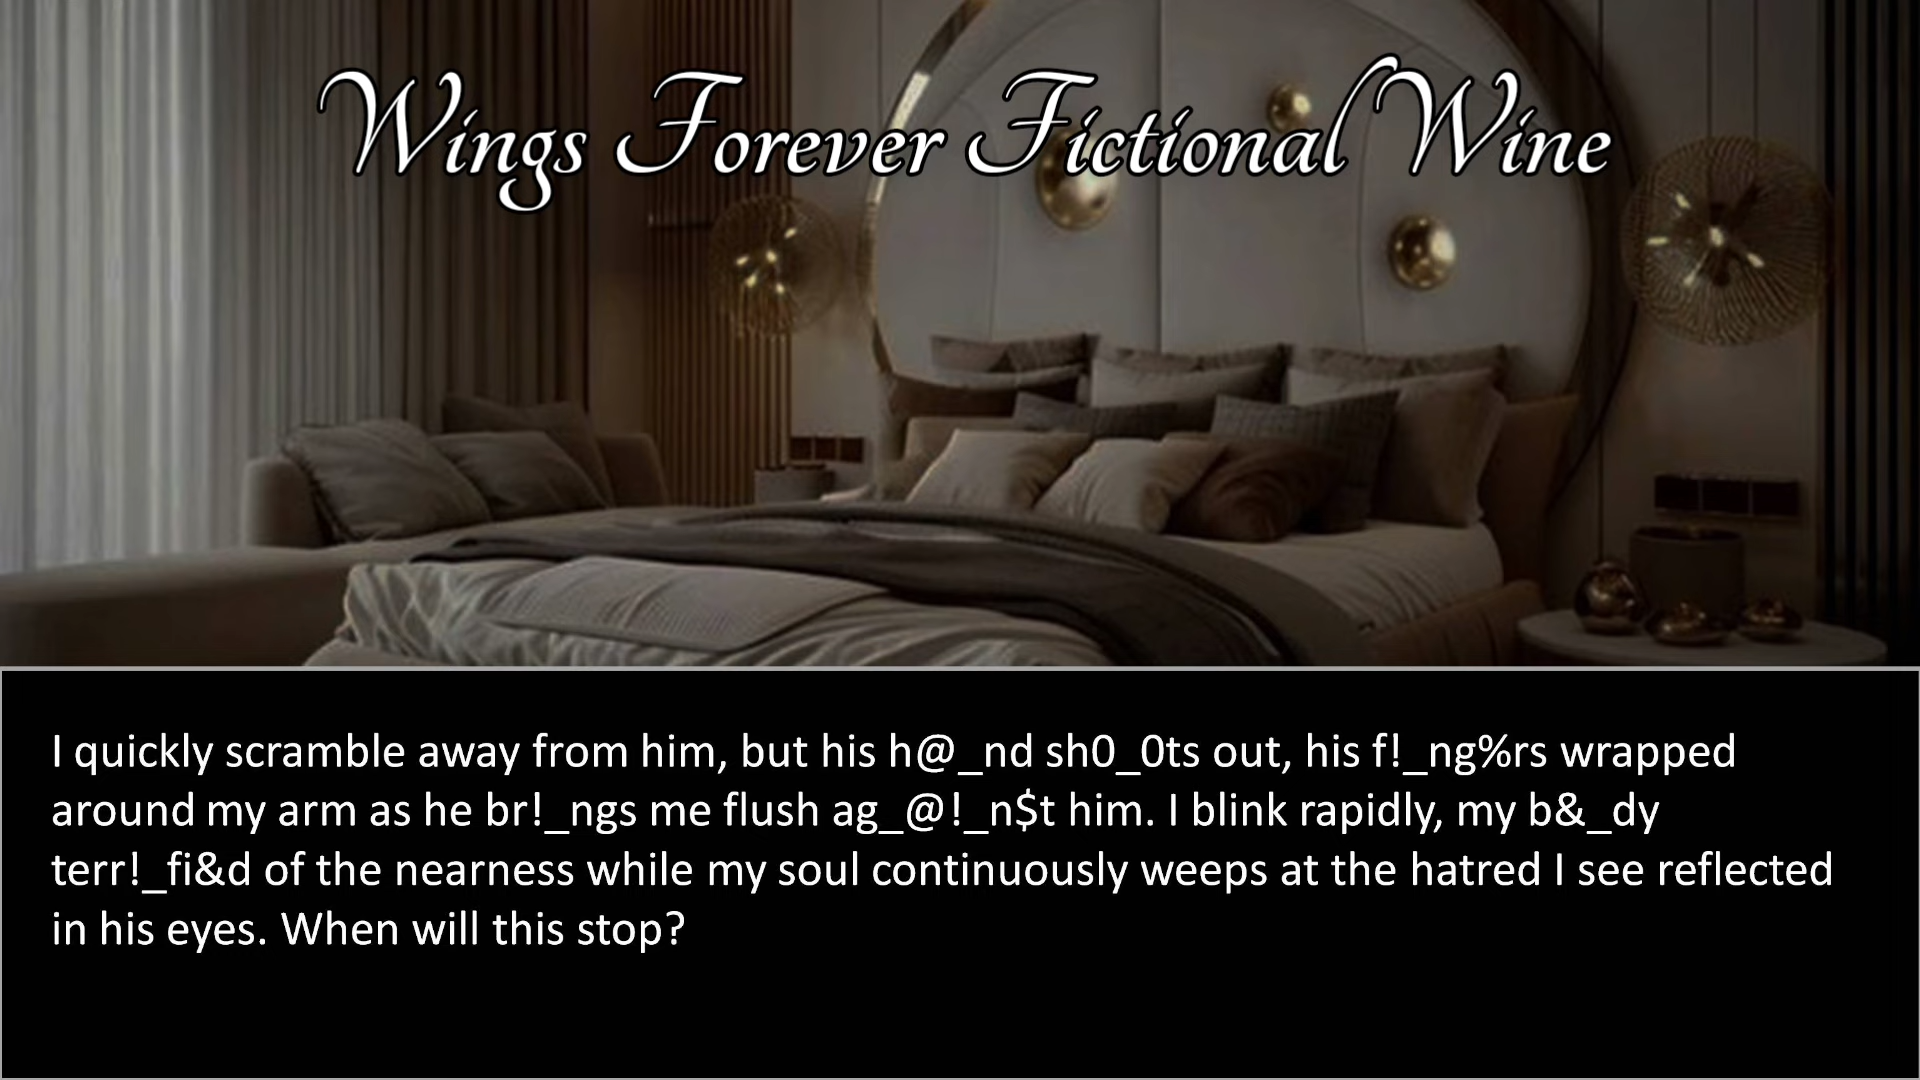 Wings Forever Fictional Wine
I quickly scramble away from him, but his h@_nd sh0_0ts out, his f!_ng%rs wrapped
around my arm as he br!_ngs me flush ag_@!_n$t him. I blink rapidly, my b&_dy
terr!_fi&d of the nearness while my soul continuously weeps at the hatred I see reflected
in his eyes. When will this stop?